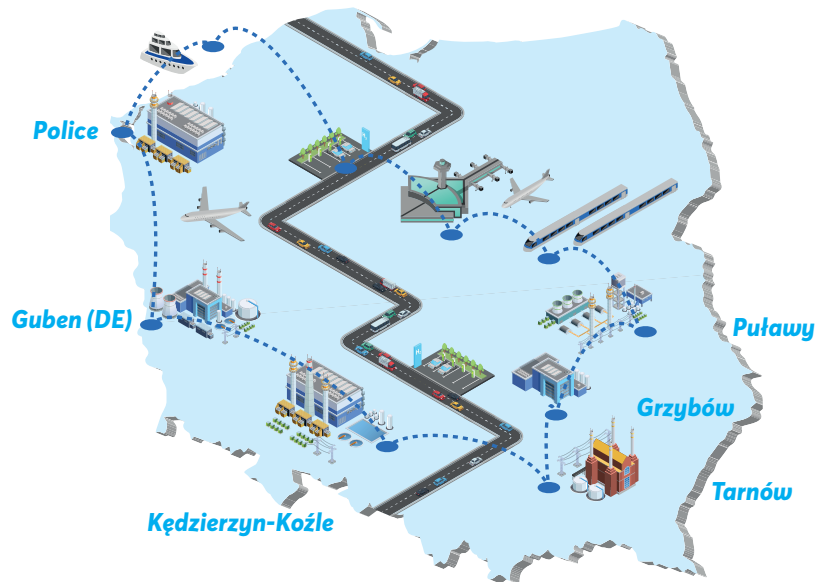 Police
Guben (DE)
Puławy
Grzybów
Tarnów
Kędzierzyn-Koźle